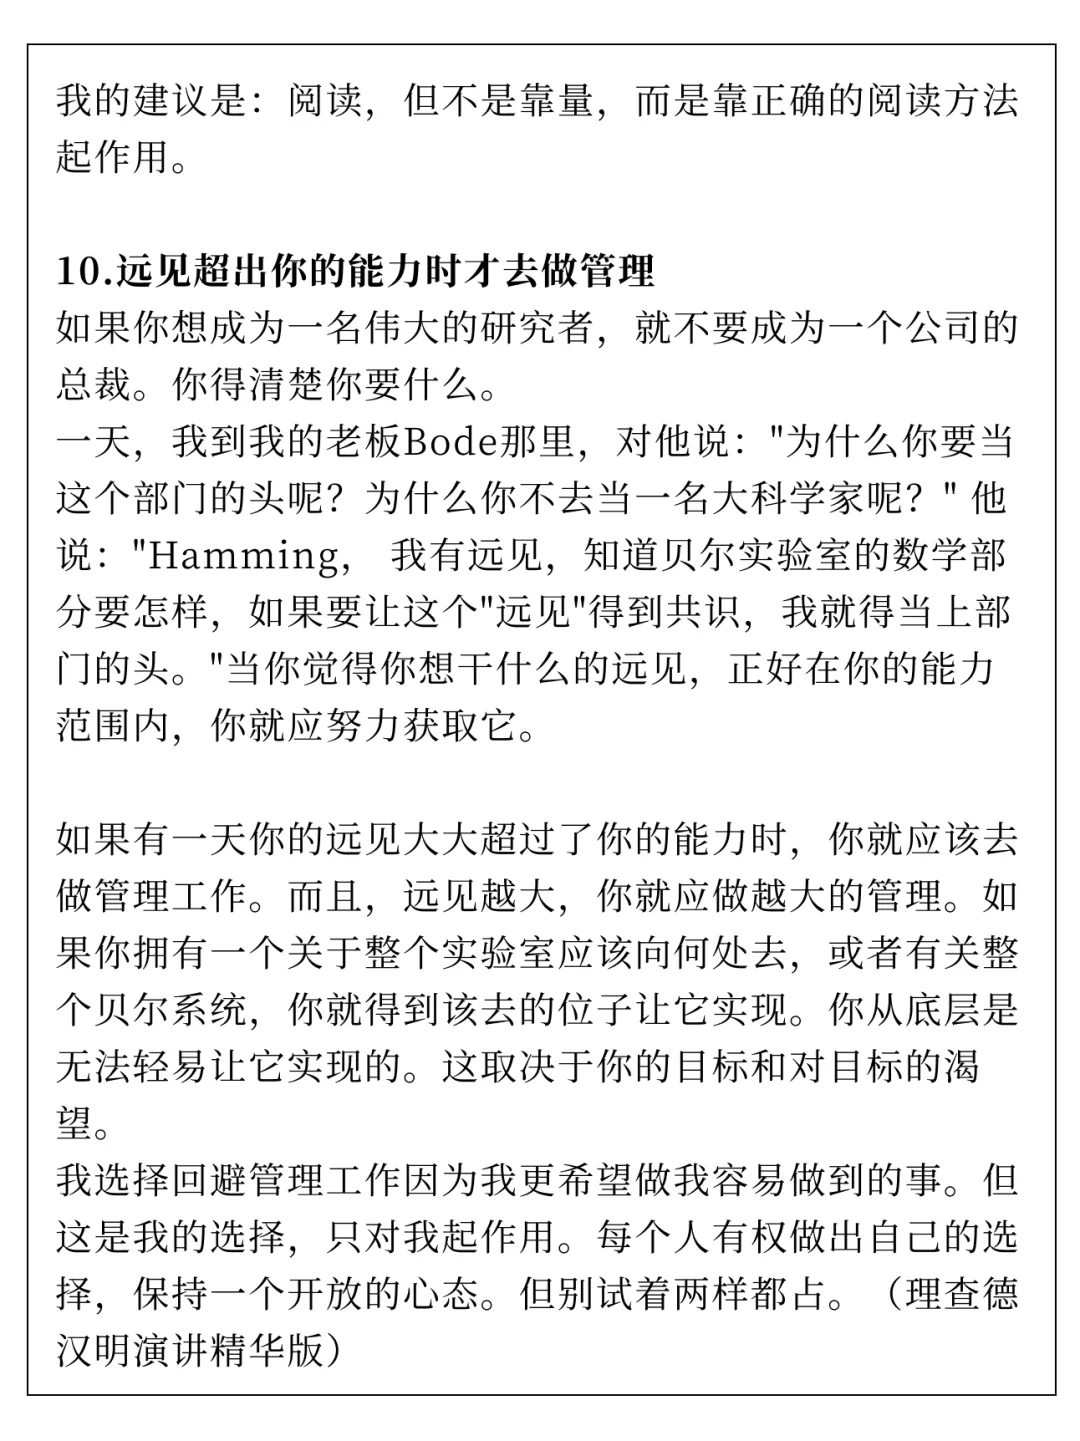 我的建议是：阅读，但不是靠量，而是靠正确的阅读方法
起作用。
10.远见超出你的能力时才去做管理
如果你想成为一名伟大的研究者，就不要成为一个公司的
总裁。你得清楚你要什么。
一天，我到我的老板Bode那里，对他说："为什么你要当
这个部门的头呢？为什么你不去当一名大科学家呢？" 他
说："Hamming， 我有远见，知道贝尔实验室的数学部
分要怎样，如果要让这个"远见"得到共识，我就得当上部
门的头。"当你觉得你想干什么的远见，正好在你的能力
范围内，你就应努力获取它。
如果有一天你的远见大大超过了你的能力时，你就应该去
做管理工作。而且，远见越大，你就应做越大的管理。如
果你拥有一个关于整个实验室应该向何处去，或者有关整
个贝尔系统，你就得到该去的位子让它实现。你从底层是
无法轻易让它实现的。这取决于你的目标和对目标的渴
望。
我选择回避管理工作因为我更希望做我容易做到的事。但
这是我的选择，只对我起作用。每个人有权做出自己的选
择，保持一个开放的心态。但别试着两样都占。（理查德
汉明演讲精华版）